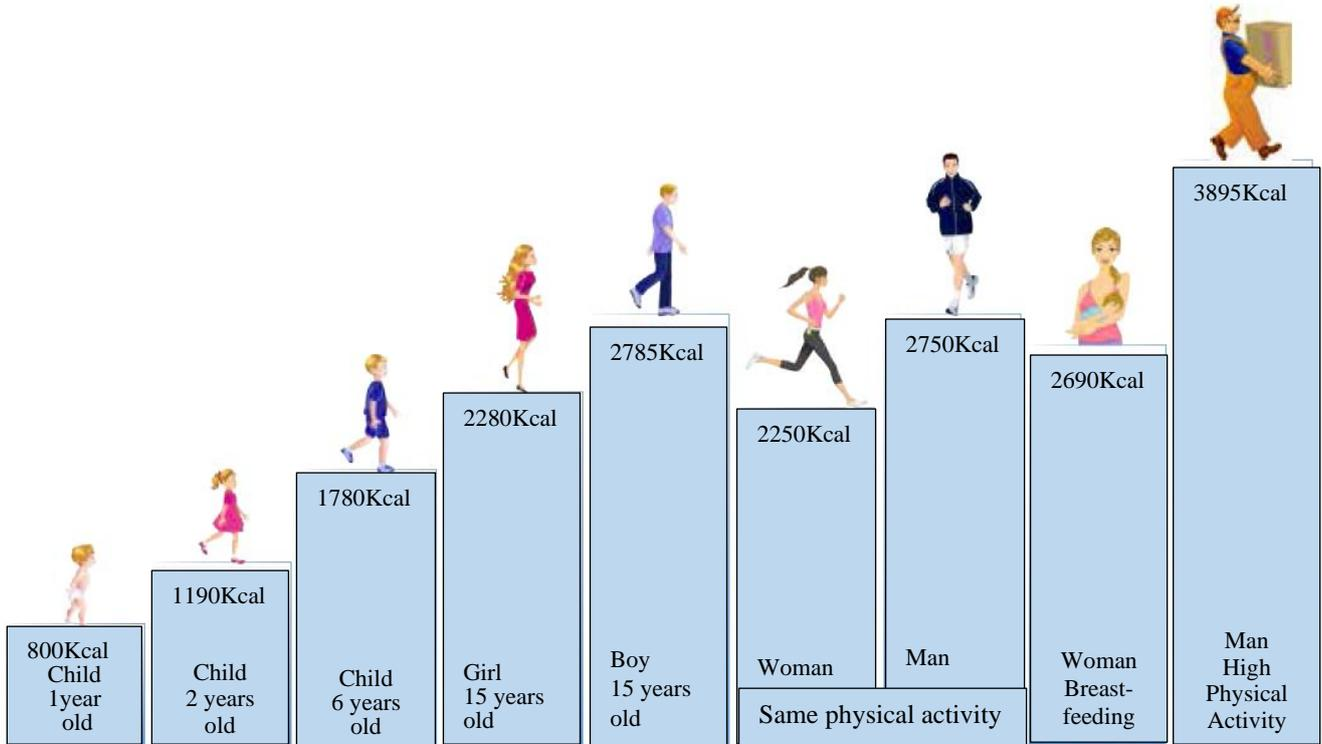 800Kcal
Child
1year
old
1190Kcal
Child
2 years
old
1780Kcal
Child
6 years
old
2280Kcal
Girl
15 years
old
2785Kcal
Boy
15 years
old
2250Kcal
Woman
2750Kcal
Man
Same physical activity
2690Kcal
Woman
Breast-
feeding
3895Kcal
Man
High
Physical
Activity